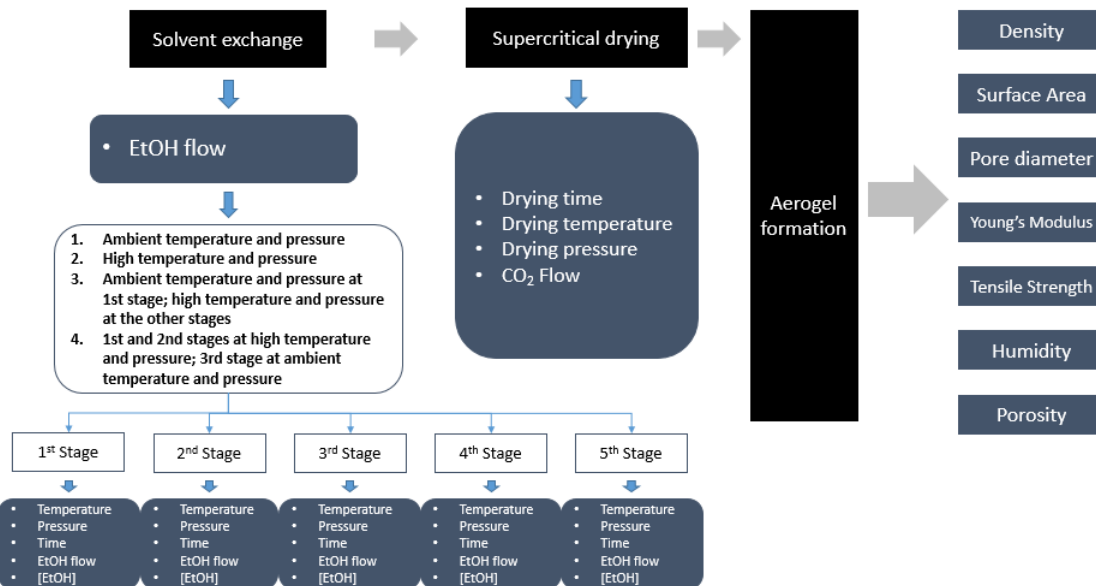 Solvent exchange
Supercritical drying
Aerogel
formation
Density
Surface Area
Pore diameter
Young's Modulus
Tensile Strength
Humidity
Porosity
• EtOH flow
1. Ambient temperature and pressure
2. High temperature and pressure
3. Ambient temperature and pressure at
1st stage; high temperature and pressure
at the other stages
4. 1st and 2nd stages at high temperature
and pressure; 3rd stage at ambient
temperature and pressure
• Drying time
• Drying temperature
• Drying pressure
• CO₂ Flow
1st Stage
2nd Stage
3rd Stage
4th Stage
5th Stage
• Temperature
• Pressure
• Time
• EtOH flow
• [EtOH]
• Temperature
• Pressure
• Time
• EtOH flow
• [EtOH]
• Temperature
• Pressure
• Time
• EtOH flow
• [EtOH]
• Temperature
• Pressure
• Time
• EtOH flow
• [EtOH]
• Temperature
• Pressure
• Time
• EtOH flow
• [EtOH]